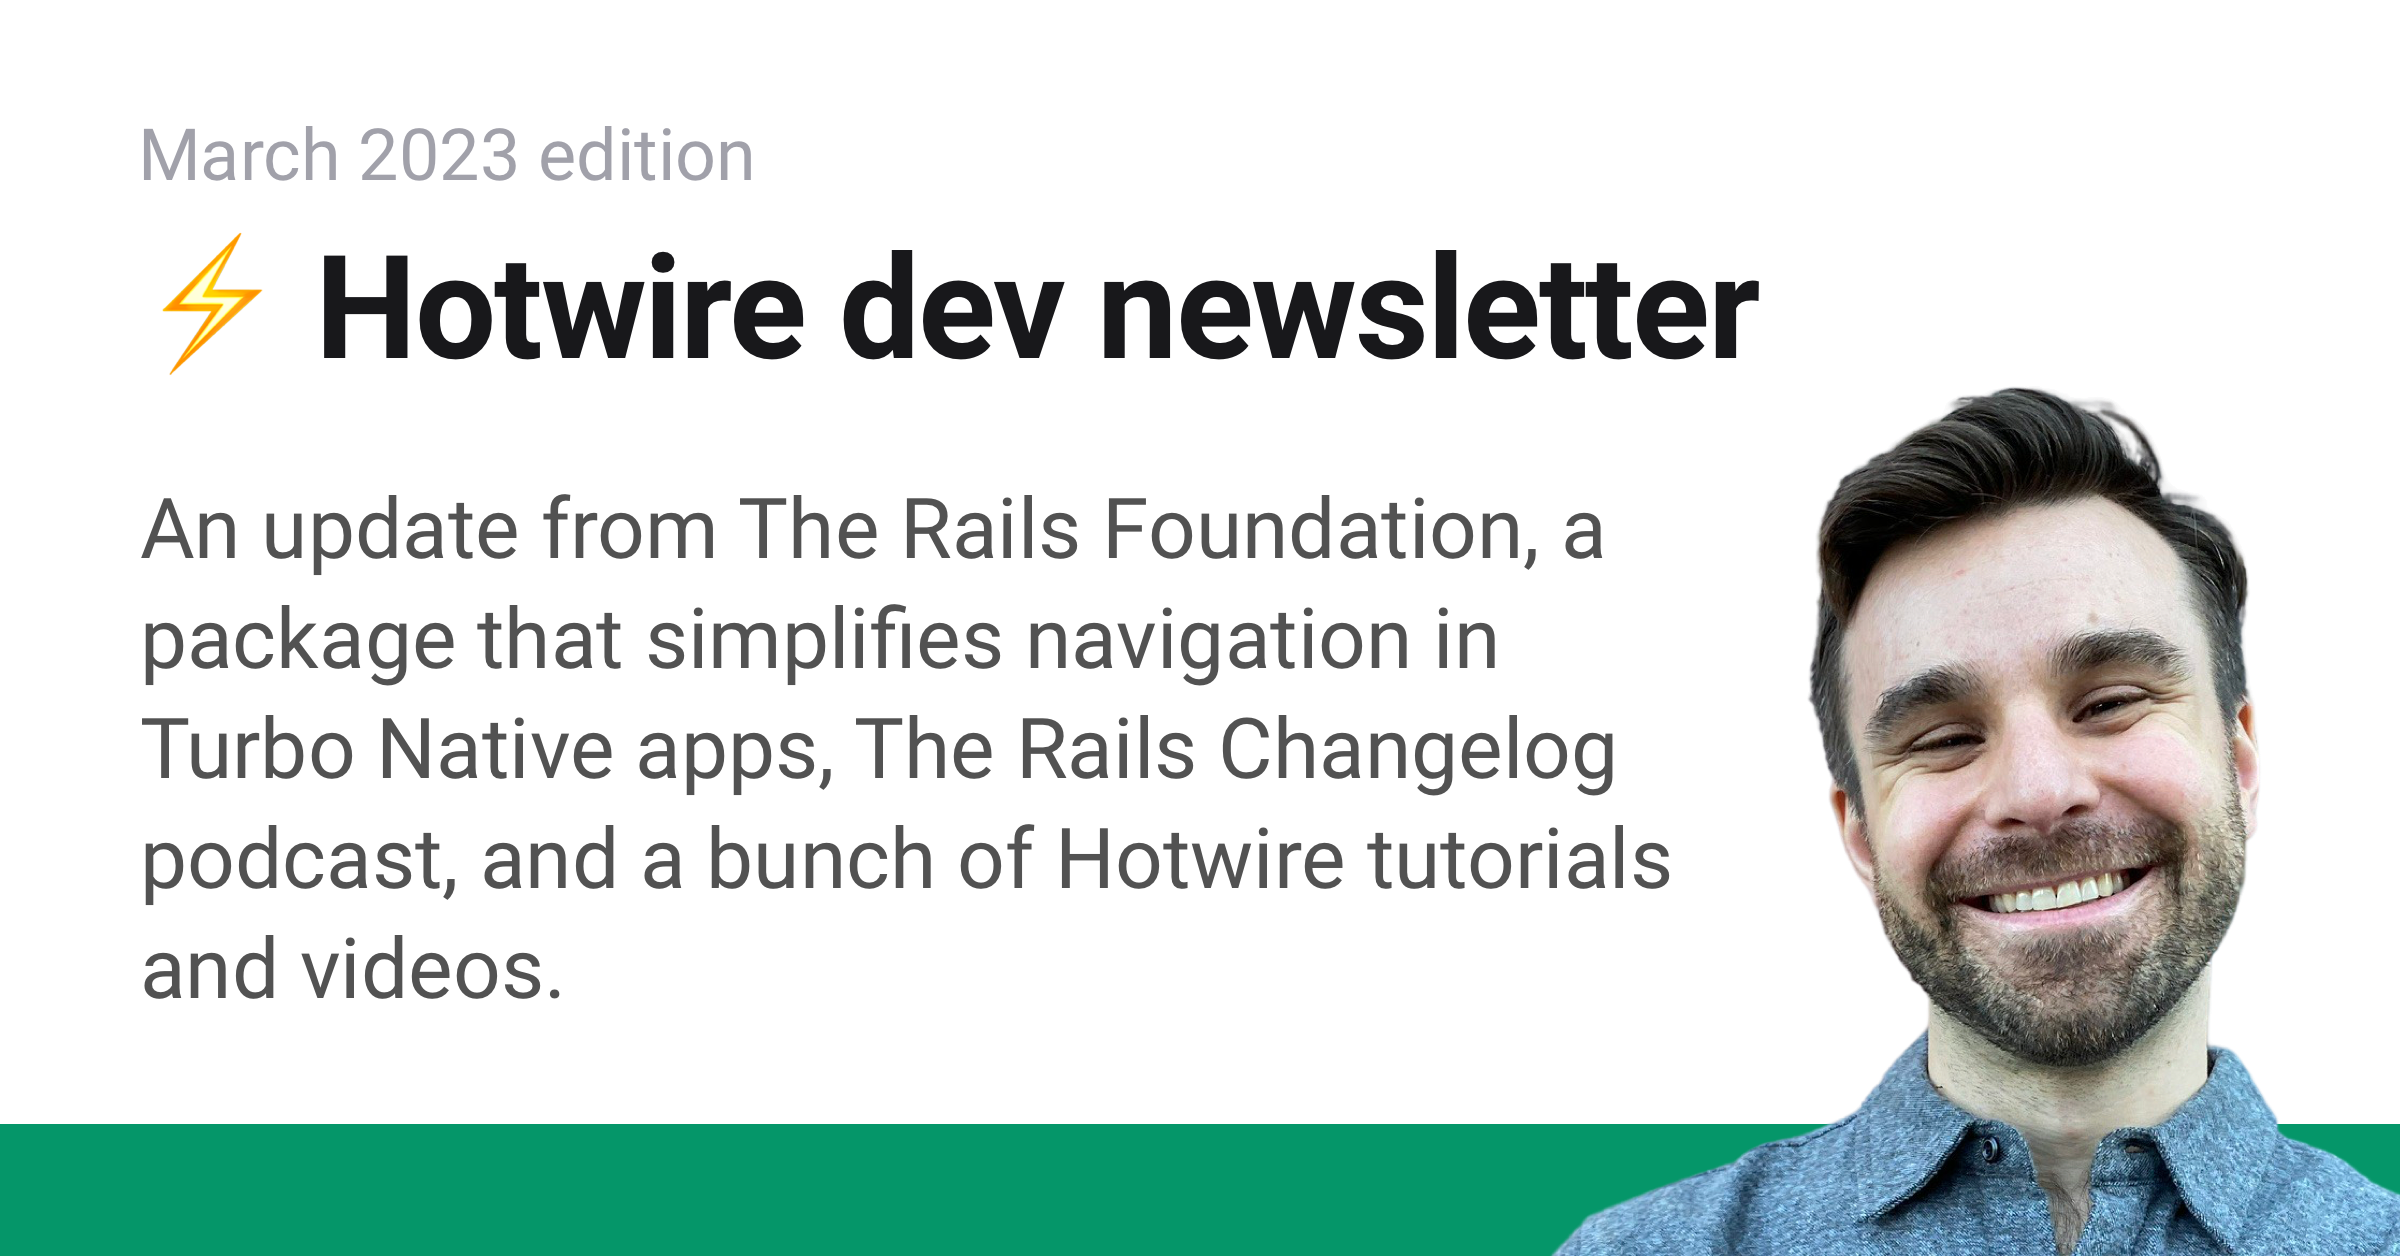 March 2023 edition
⚡ Hotwire dev newsletter
An update from The Rails Foundation, a
package that simplifies navigation in
Turbo Native apps, The Rails Changelog
podcast, and a bunch of Hotwire tutorials
and videos.